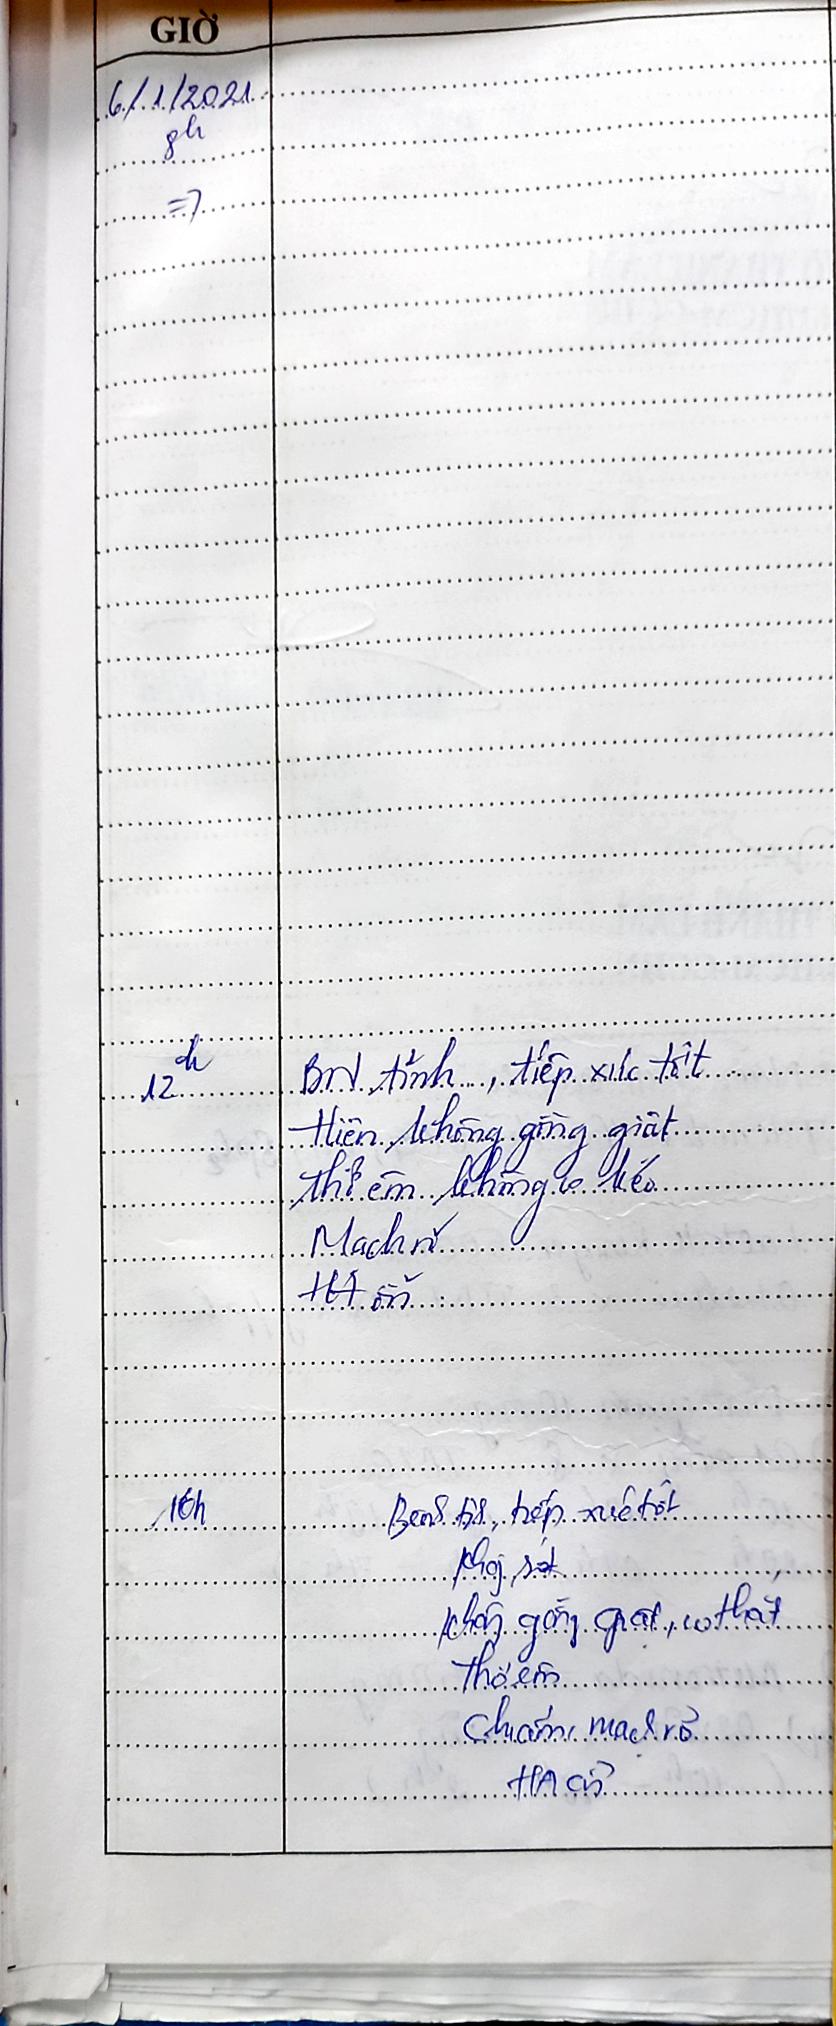 GIỜ
6/1/2021
8h
=>
12h BN tỉnh, tiếp xúc tốt
Hiện không gồng giật
thở êm không co kéo
Mạch rõ
HA ổn
16h Bệnh tỉnh, tiếp xúc tốt
không sốt
không gồng giật, co thắt
Thở êm
Chi ấm, mạch rõ
HA ổn